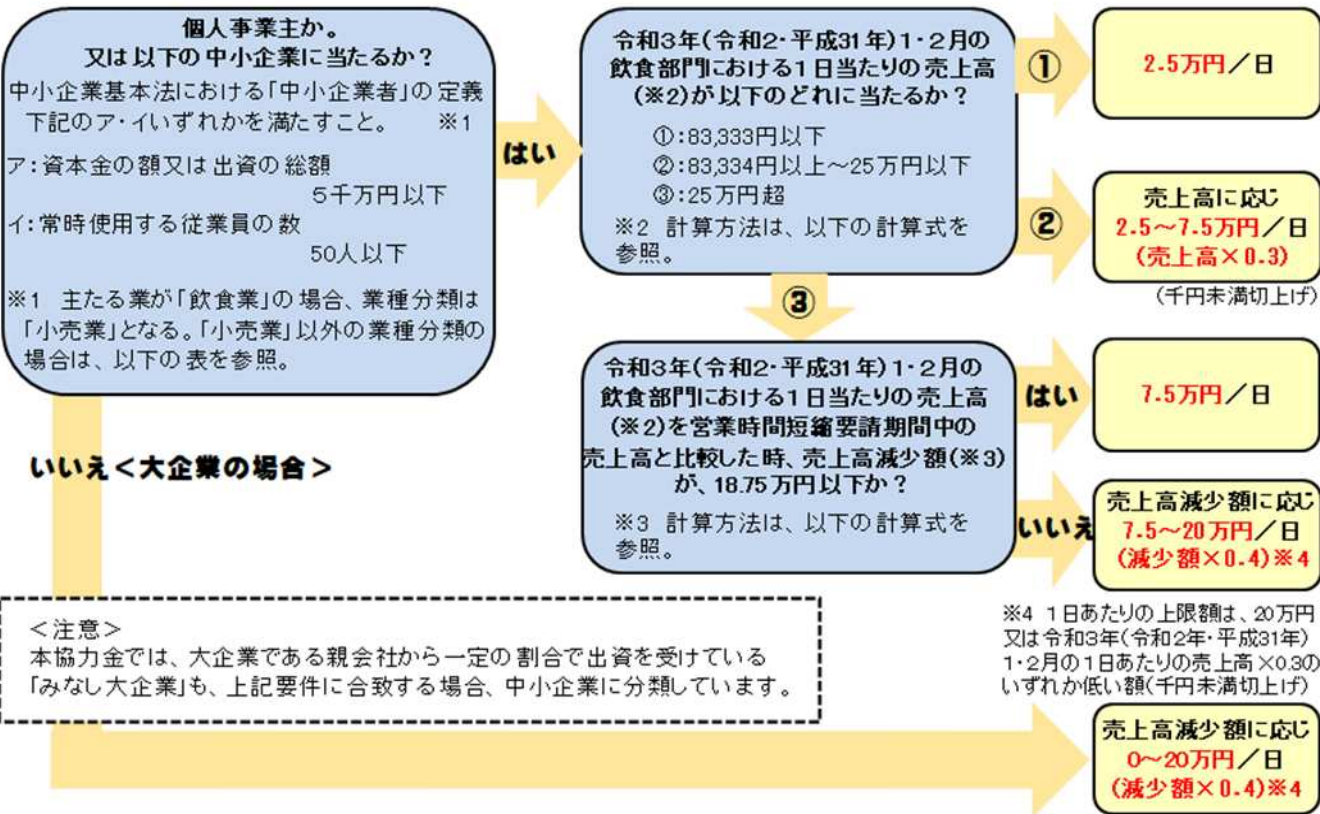 個人事業主か。
又は以下の中小企業に当たるか?
中小企業基本法における「中小企業者」の定義
下記のア・イいずれかを満たすこと。 ※1
ア:資本金の額又は出資の総額
5千万円以下
イ:常時使用する従業員の数
50人以下
※1 主たる業が「飲食業」の場合、業種分類は
「小売業」となる。「小売業」以外の業種分類の
場合は、以下の表を参照。
はい
令和3年(令和2・平成31年)1・2月の
飲食部門における1日当たりの売上高
(※2)が以下のどれに当たるか?
①:83,333円以下
②:83,334円以上~25万円以下
③:25万円超
※2 計算方法は、以下の計算式を
参照。
①
2.5万円/日
②
売上高に応じ
2.5~7.5万円/日
(売上高×0.3)
(千円未満切上げ)
③
令和3年(令和2・平成31年)1・2月の
飲食部門における1日当たりの売上高
(※2)を営業時間短縮要請期間中の
売上高と比較した時、売上高減少額(※3)
が、18.75万円以下か?
※3 計算方法は、以下の計算式を
参照。
はい
7.5万円/日
いいえ
売上高減少額に応じ
7.5~20万円/日
(減少額×0.4)※4
※4 1日あたりの上限額は、20万円
又は令和3年(令和2年・平成31年)
1・2月の1日あたりの売上高×0.3の
いずれか低い額(千円未満切上げ)
いいえ<大企業の場合>
<注意>
本協力金では、大企業である親会社から一定の割合で出資を受けている
「みなし大企業」も、上記要件に合致する場合、中小企業に分類しています。
売上高減少額に応じ
0~20万円/日
(減少額×0.4)※4